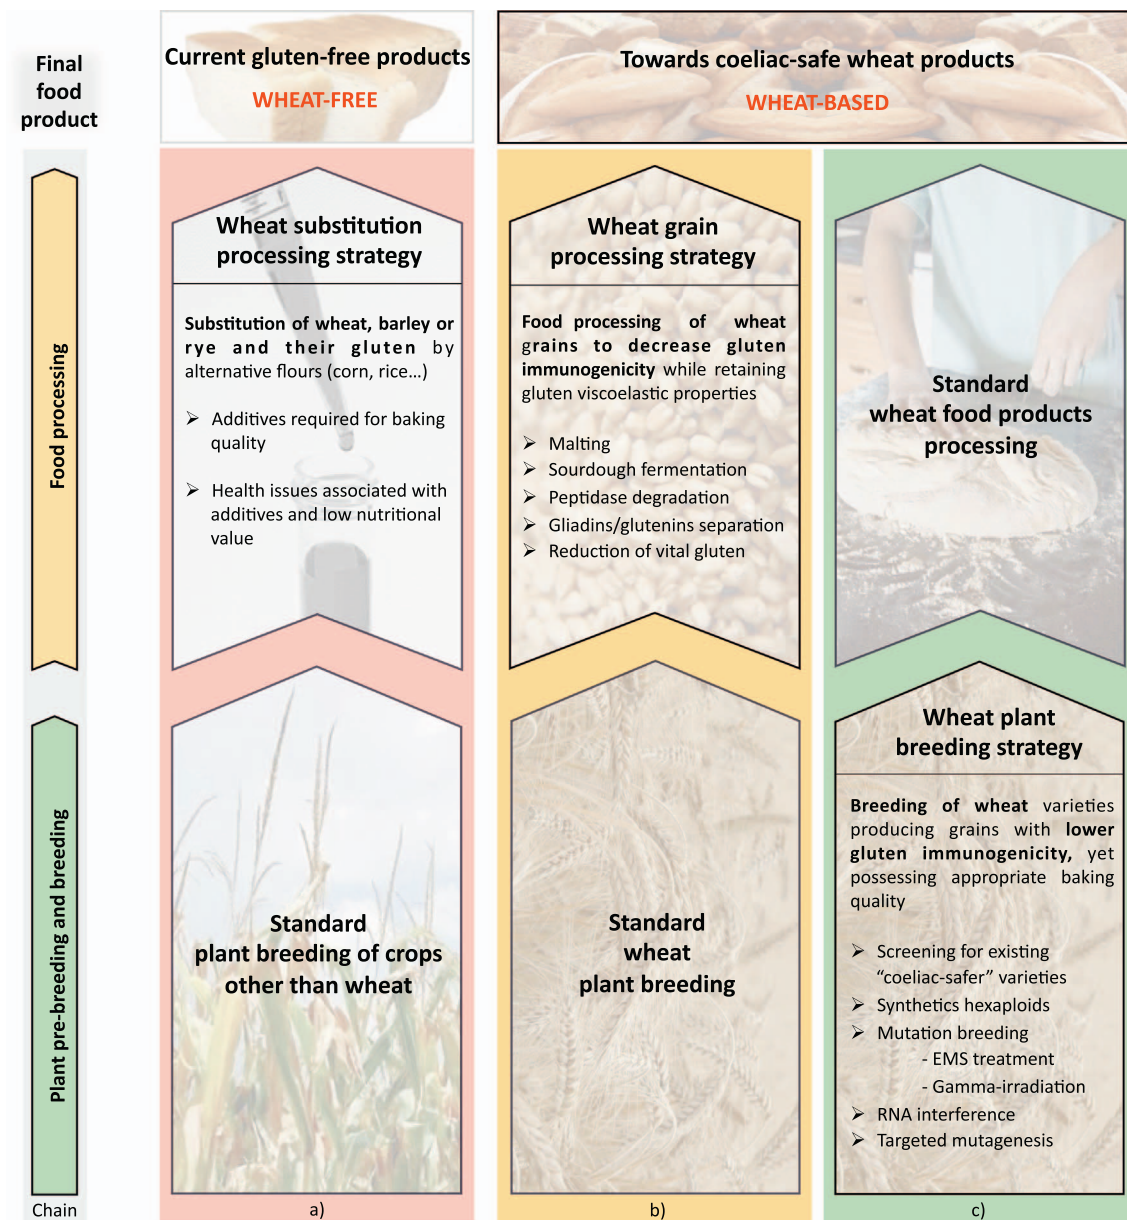 Final
food
product
Current gluten-free products
WHEAT-FREE
Towards coeliac-safe wheat products
WHEAT-BASED
Food processing
Plant pre-breeding and breeding
Chain
Wheat substitution
processing strategy
Substitution of wheat, barley or
rye and their gluten by
alternative flours (corn, rice...)
➢ Additives required for baking
quality
➢ Health issues associated with
additives and low nutritional
value
Standard
plant breeding of crops
other than wheat
a)
Wheat grain
processing strategy
Food processing of wheat
grains to decrease gluten
immunogenicity while retaining
gluten viscoelastic properties
➢ Malting
➢ Sourdough fermentation
➢ Peptidase degradation
➢ Gliadins/glutenins separation
➢ Reduction of vital gluten
Standard
wheat
plant breeding
b)
Standard
wheat food products
processing
Wheat plant
breeding strategy
Breeding of wheat varieties
producing grains with lower
gluten immunogenicity, yet
possessing appropriate baking
quality
➢ Screening for existing
“coeliac-safer” varieties
➢ Synthetics hexaploids
➢ Mutation breeding
- EMS treatment
- Gamma-irradiation
➢ RNA interference
➢ Targeted mutagenesis
c)